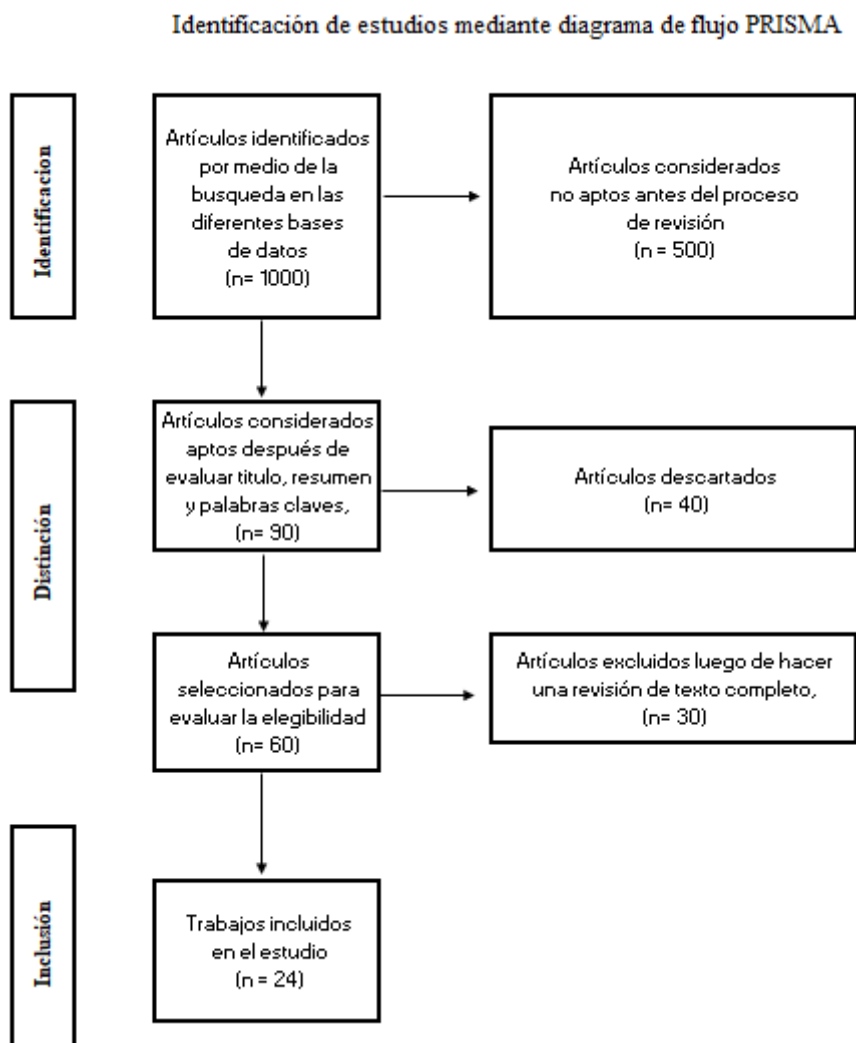 Identificación de estudios mediante diagrama de flujo PRISMA
Identificacion
Artículos identificados
por medio de la
busqueda en las
diferentes bases
de datos
(n= 1000)
Artículos considerados
no aptos antes del proceso
de revisión
(n = 500)
Distinción
Artículos considerados
aptos después de
evaluar titulo, resumen
y palabras claves,
(n= 90)
Artículos descartados
(n= 40)
Artículos
seleccionados para
evaluar la elegibilidad
(n= 60)
Artículos excluidos luego de hacer
una revisión de texto completo,
(n= 30)
Inclusión
Trabajos incluidos
en el estudio
(n = 24)